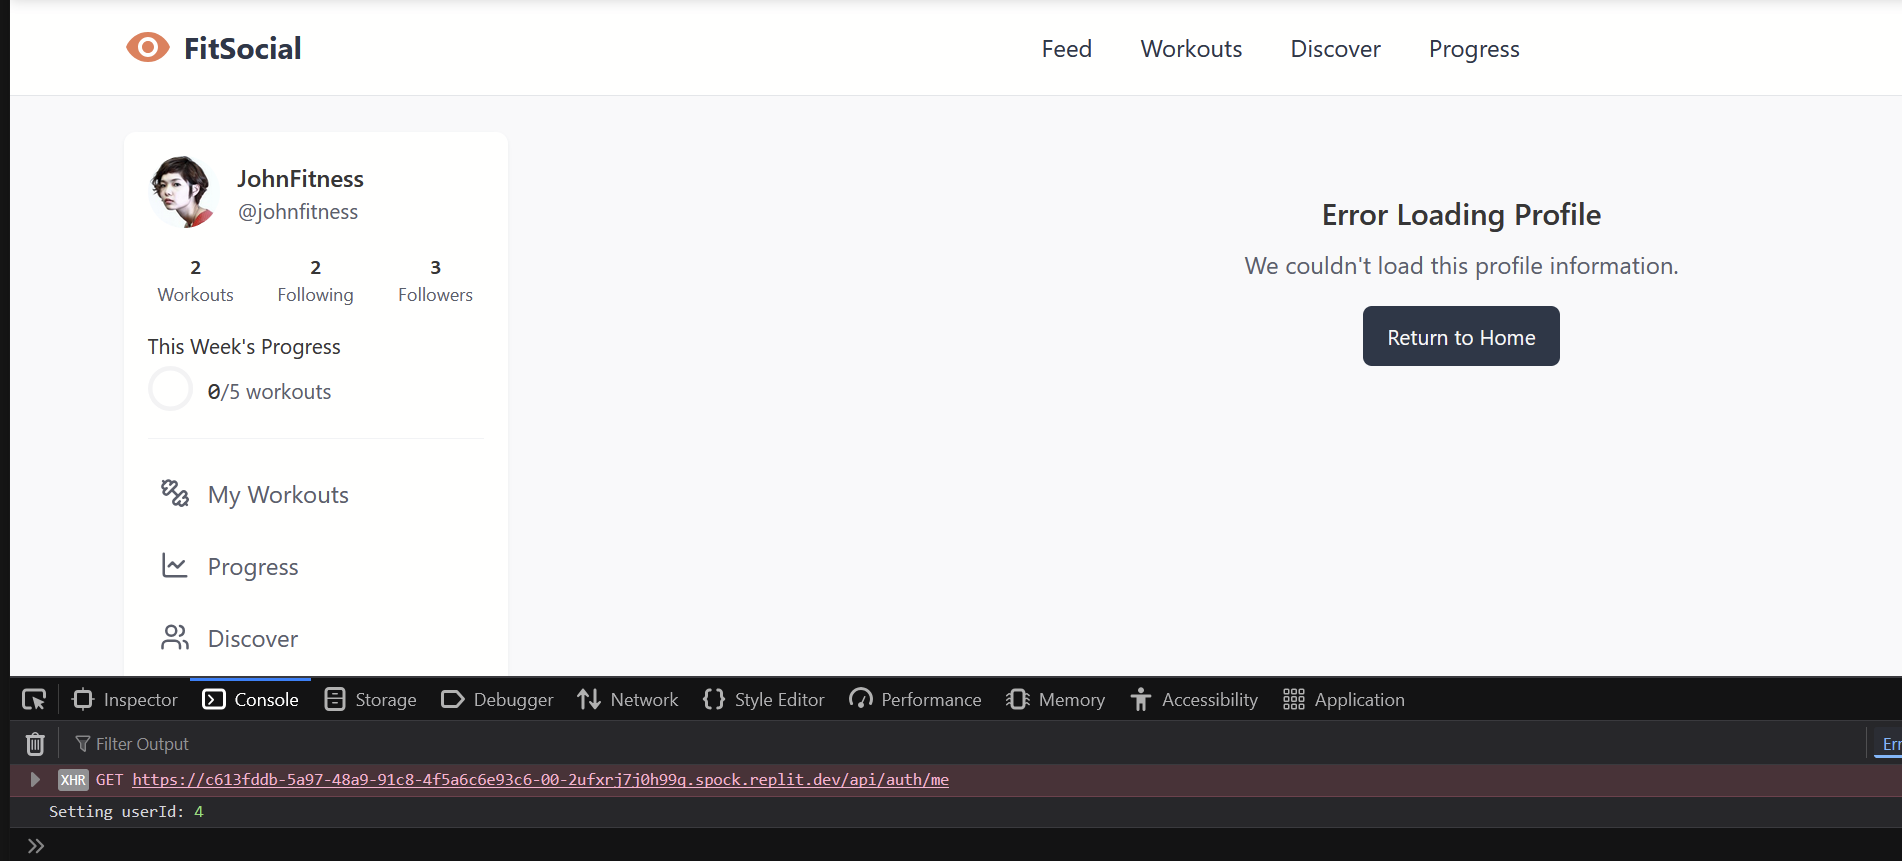 FitSocial
Feed
Workouts
Discover
Progress
JohnFitness
@johnfitness
2
Workouts
2
Following
3
Followers
This Week's Progress
0/5 workouts
My Workouts
Progress
Discover
Error Loading Profile
We couldn't load this profile information.
Return to Home
Inspector
Console
Storage
Debugger
Network
Style Editor
Performance
Memory
Accessibility
Application
Filter Output
Err
XHR GET https://c613fddb-5a97-48a9-91c8-4f5a6c6e93c6-00-2ufxrj7j0h99q.spock.replit.dev/api/auth/me
Setting userId: 4